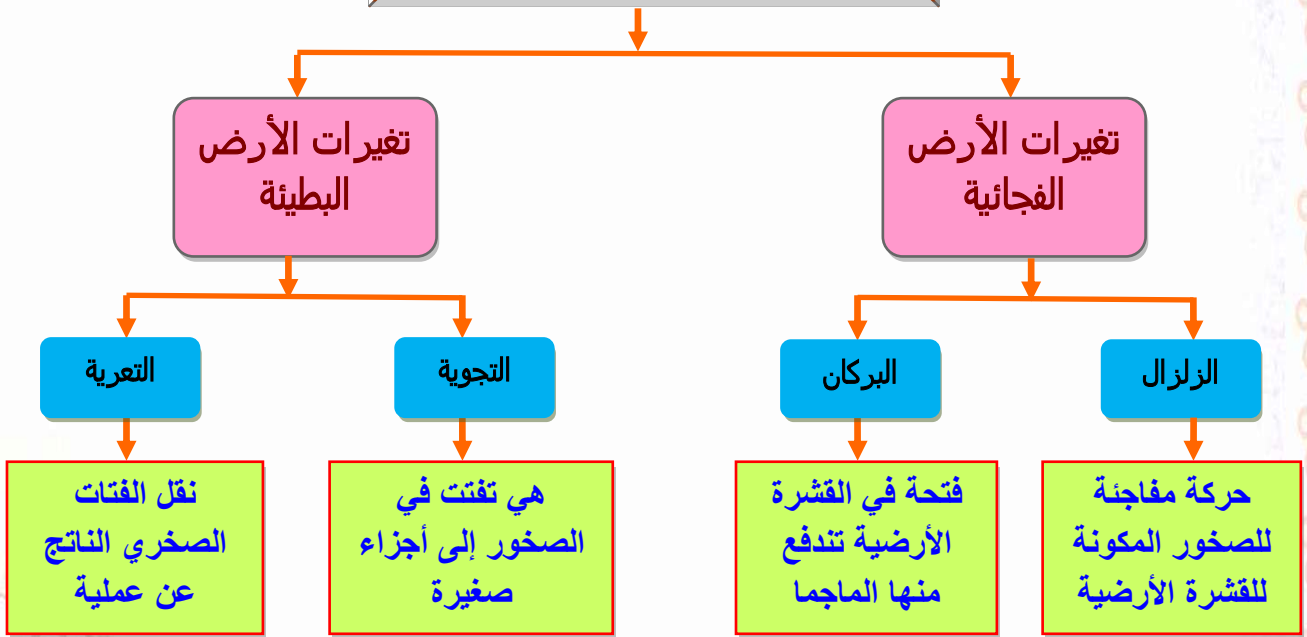 تغيرات الأرض
الفجائية
تغيرات الأرض
البطيئة
الزلزال
البركان
التجوية
التعرية
حركة مفاجئة
للصخور المكونة
للقشرة الأرضية
فتحة في القشرة
الأرضية تندفع
منها الماجما
هي تفتت في
الصخور إلى أجزاء
صغيرة
نقل الفتات
الصخري الناتج
عن عملية